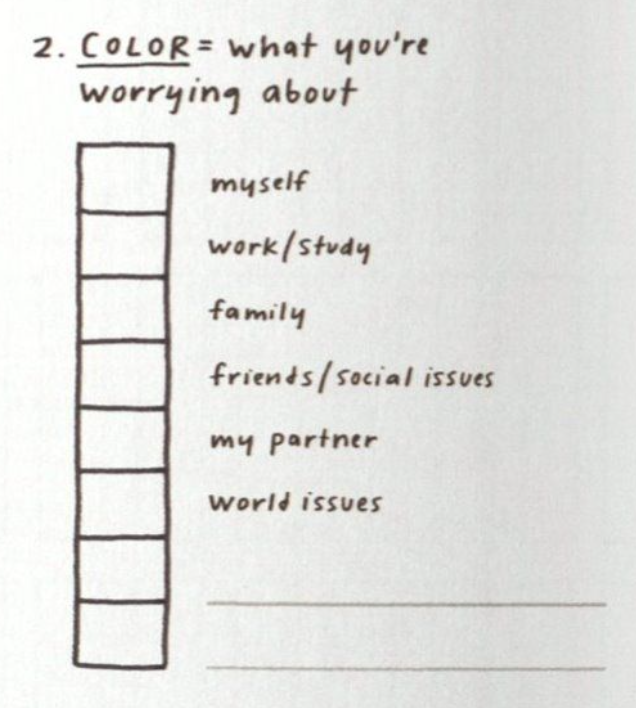 2. COLOR = what you're
worrying about
myself
work/study
family
friends/social issues
my partner
world issues